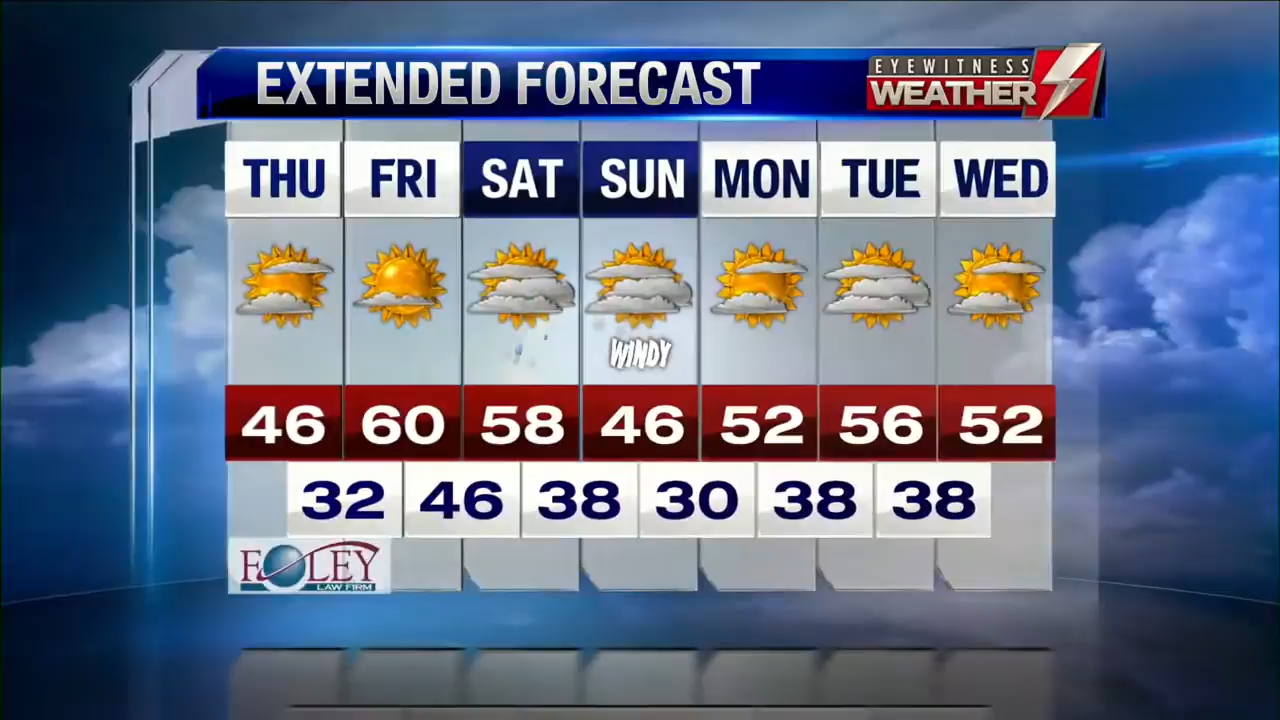 EXTENDED FORECAST
EYEWITNESS
WEATHER
THU FRI SAT SUN MON TUE WED
WINDY
46 60 58 46 52 56 52
32 46 38 30 38 38
FOLEY
LAW FIRM